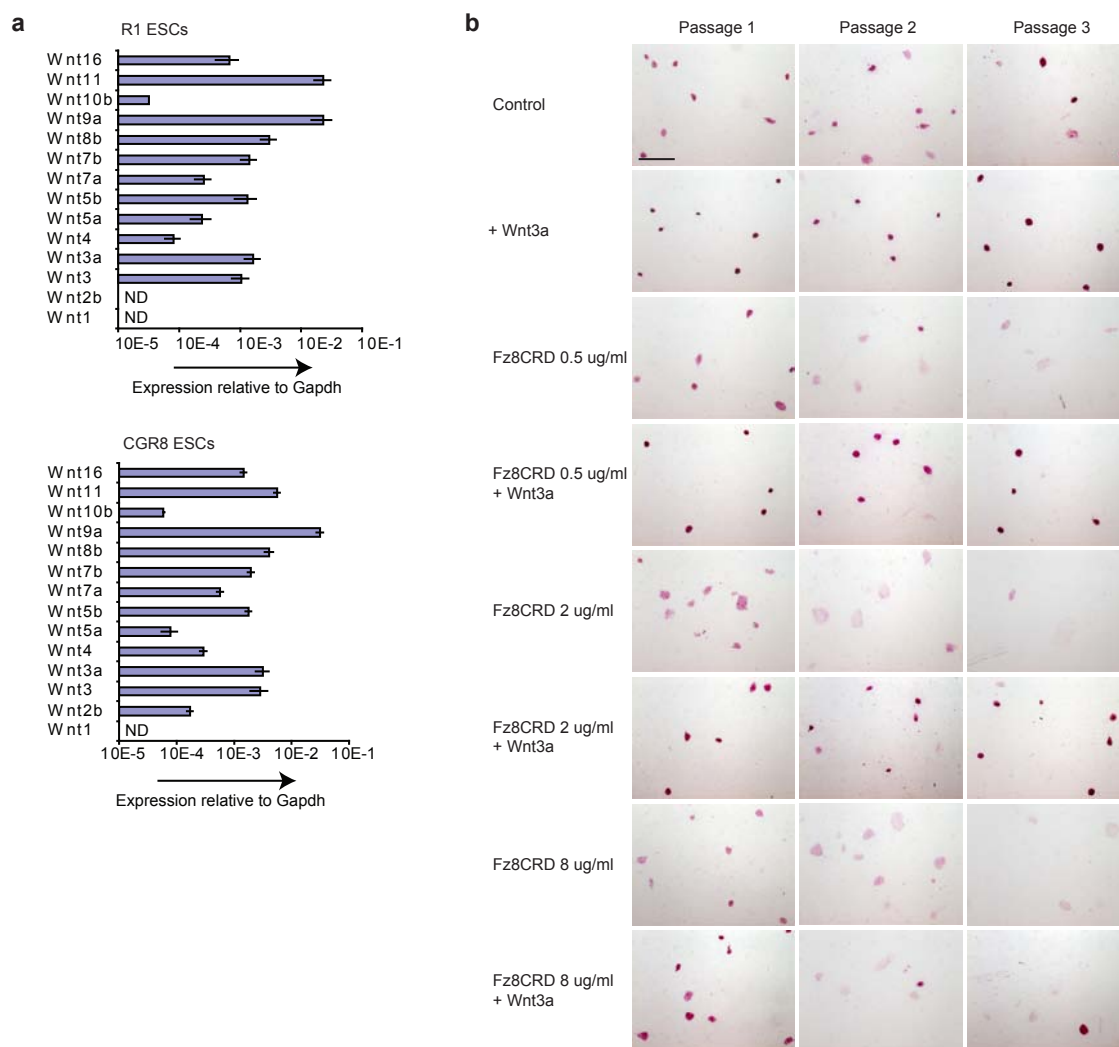 a
R1 ESCs
Wnt16
Wnt11
Wnt10b
Wnt9a
Wnt8b
Wnt7b
Wnt7a
Wnt5b
Wnt5a
Wnt4
Wnt3a
Wnt3
Wnt2b ND
Wnt1 ND
10E-5 10E-4 10E-3 10E-2 10E-1
Expression relative to Gapdh
CGR8 ESCs
Wnt16
Wnt11
Wnt10b
Wnt9a
Wnt8b
Wnt7b
Wnt7a
Wnt5b
Wnt5a
Wnt4
Wnt3a
Wnt3
Wnt2b
Wnt1 ND
10E-5 10E-4 10E-3 10E-2 10E-1
Expression relative to Gapdh
b
Passage 1 Passage 2 Passage 3
Control
+ Wnt3a
Fz8CRD 0.5 ug/ml
Fz8CRD 0.5 ug/ml
+ Wnt3a
Fz8CRD 2 ug/ml
Fz8CRD 2 ug/ml
+ Wnt3a
Fz8CRD 8 ug/ml
Fz8CRD 8 ug/ml
+ Wnt3a